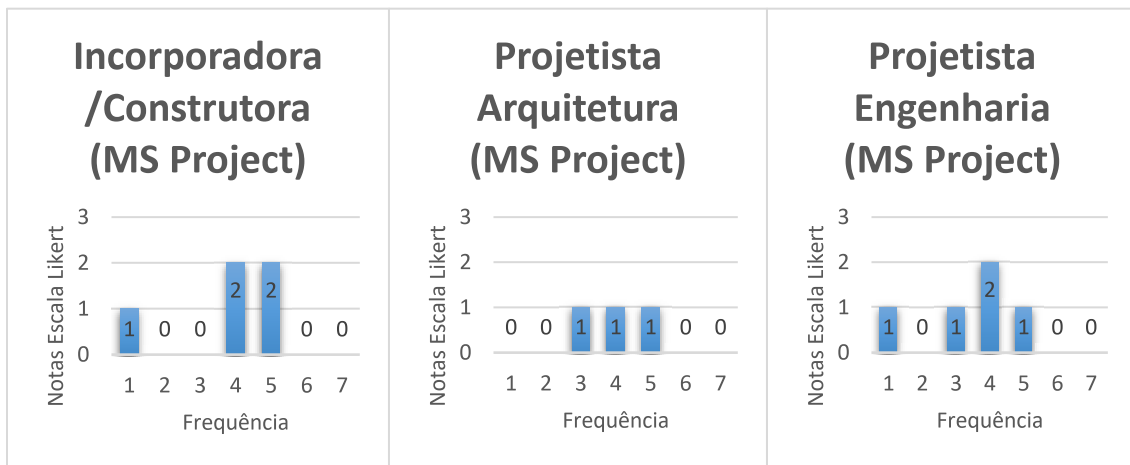 Incorporadora
/Construtora
(MS Project)
Notas Escala Likert
3
2
1
0
1 0 0 2 2 0 0
1 2 3 4 5 6 7
Frequência
Projetista
Arquitetura
(MS Project)
Notas Escala Likert
3
2
1
0
0 0 1 1 1 0 0
1 2 3 4 5 6 7
Frequência
Projetista
Engenharia
(MS Project)
Notas Escala Likert
3
2
1
0
1 0 1 2 1 0 0
1 2 3 4 5 6 7
Frequência